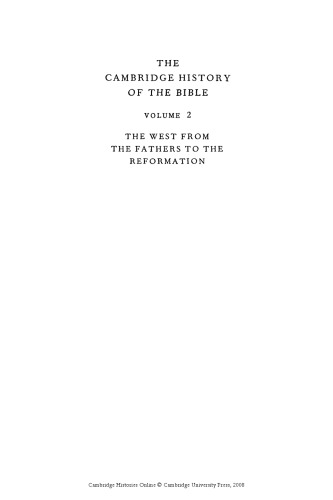 THE
CAMBRIDGE HISTORY
OF THE BIBLE
VOLUME 2
THE WEST FROM
THE FATHERS TO THE
REFORMATION
Cambridge Histories Online © Cambridge University Press, 2008